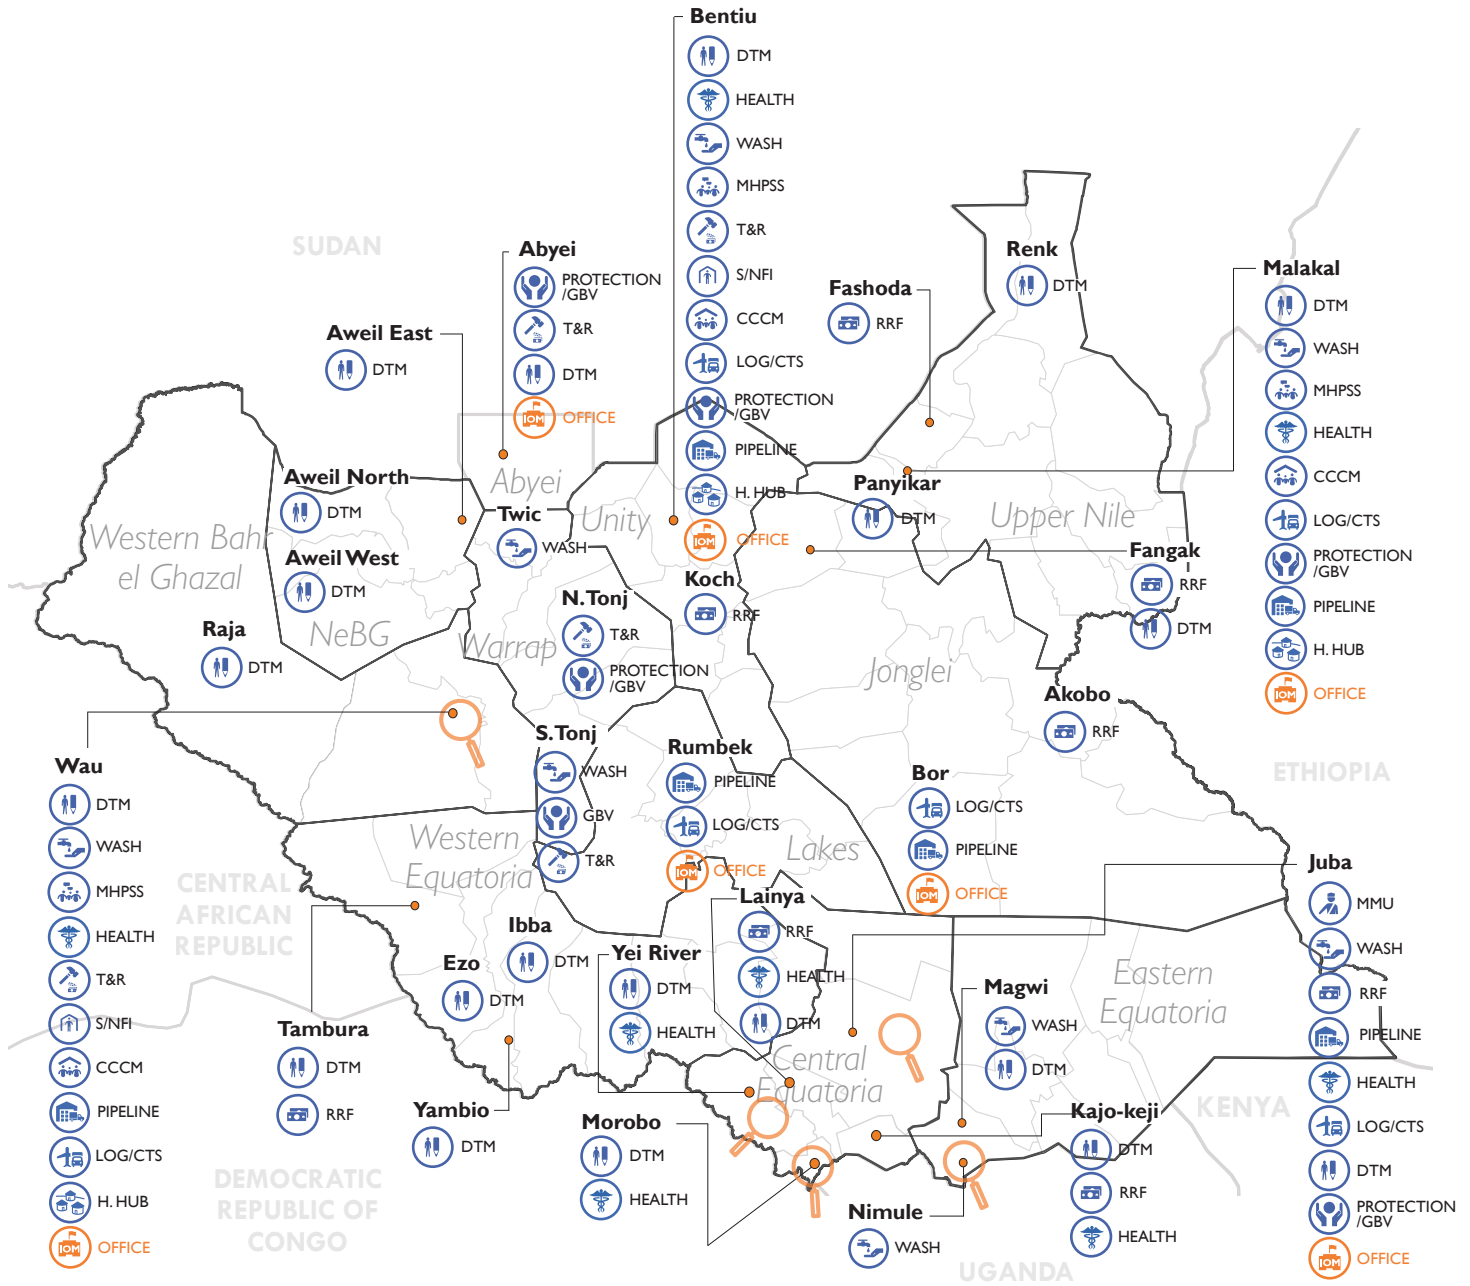 Bentiu
DTM
HEALTH
WASH
MHPSS
T&R
S/NFI
CCCM
LOG/CTS
PROTECTION
/GBV
PIPELINE
H. HUB
IOM
OFFICE
SUDAN
Abyei
PROTECTION
/GBV
T&R
DTM
IOM
OFFICE
Aweil East
DTM
Fashoda
RRF
Renk
DTM
Malakal
DTM
WASH
MHPSS
HEALTH
CCCM
LOG/CTS
PROTECTION
/GBV
PIPELINE
H. HUB
IOM
OFFICE
Aweil North
DTM
Abyei
Twic
WASH
Unity
Panyikar
DTM
Upper Nile
Western Bahr
el Ghazal
Aweil West
DTM
Fangak
RRF
DTM
NeBG
Raja
DTM
Warrap
N. Tonj
T&R
PROTECTION
/GBV
Koch
RRF
Jonglei
Akobo
RRF
ETHIOPIA
Wau
DTM
WASH
MHPSS
HEALTH
T&R
S/NFI
CCCM
PIPELINE
LOG/CTS
H. HUB
IOM
OFFICE
S. Tonj
WASH
GBV
T&R
Rumbek
PIPELINE
LOG/CTS
IOM
OFFICE
Lakes
Bor
LOG/CTS
PIPELINE
IOM
OFFICE
Western
Equatoria
CENTRAL
AFRICAN
REPUBLIC
Juba
MMU
WASH
RRF
PIPELINE
HEALTH
LOG/CTS
DTM
PROTECTION
/GBV
IOM
OFFICE
Lainya
RRF
HEALTH
DTM
Ibba
DTM
Ezo
DTM
Yei River
DTM
HEALTH
Magwi
WASH
DTM
Eastern
Equatoria
Central
Equatoria
Tambura
DTM
RRF
Yambio
DTM
Morobo
DTM
HEALTH
Kajo-keji
DTM
RRF
HEALTH
KENYA
Nimule
WASH
DEMOCRATIC
REPUBLIC OF
CONGO
UGANDA